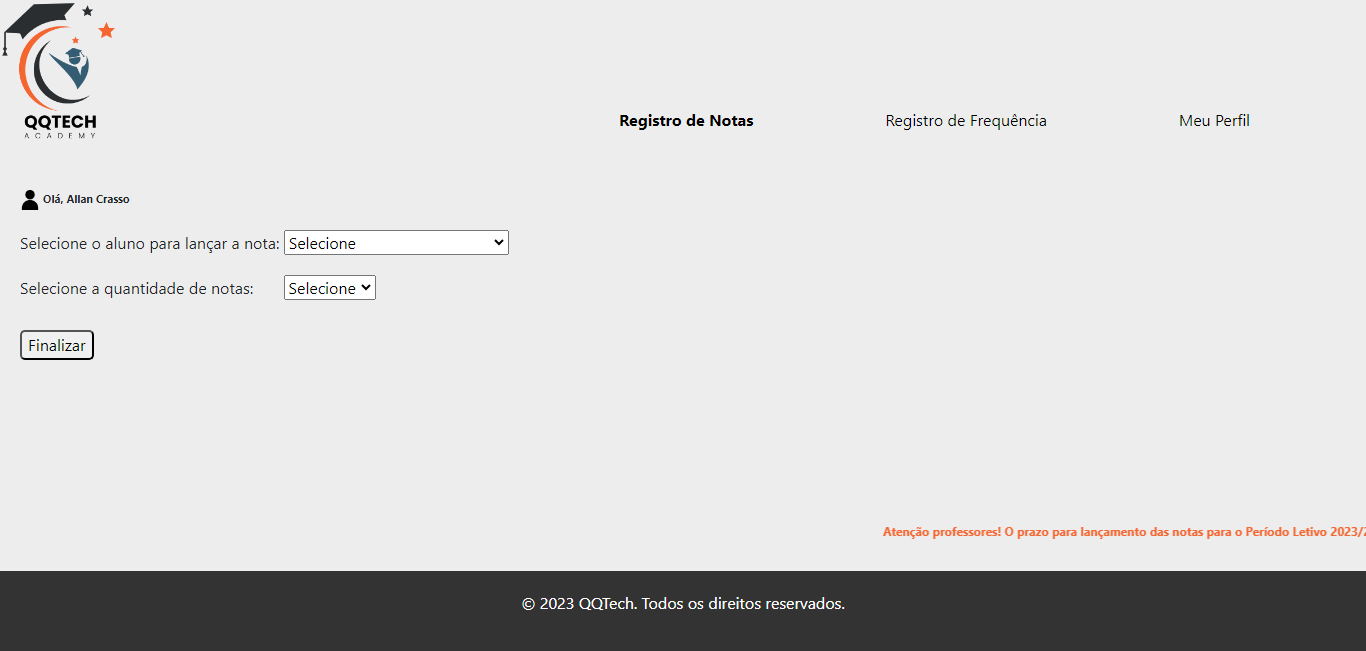 QQTECH
ACADEMY
Registro de Notas
Registro de Frequência
Meu Perfil
Olá, Allan Crasso
Selecione o aluno para lançar a nota: Selecione
Selecione a quantidade de notas: Selecione
Finalizar
Atenção professores! O prazo para lançamento das notas para o Período Letivo 2023/
© 2023 QQTech. Todos os direitos reservados.